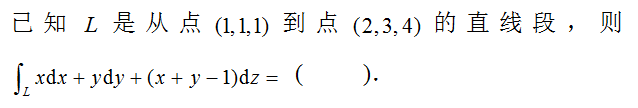 已知 L 是从点 (1,1,1) 到点 (2,3,4) 的直线段，则
∫_L xdx + ydy + (x + y − 1)dz = (    ).